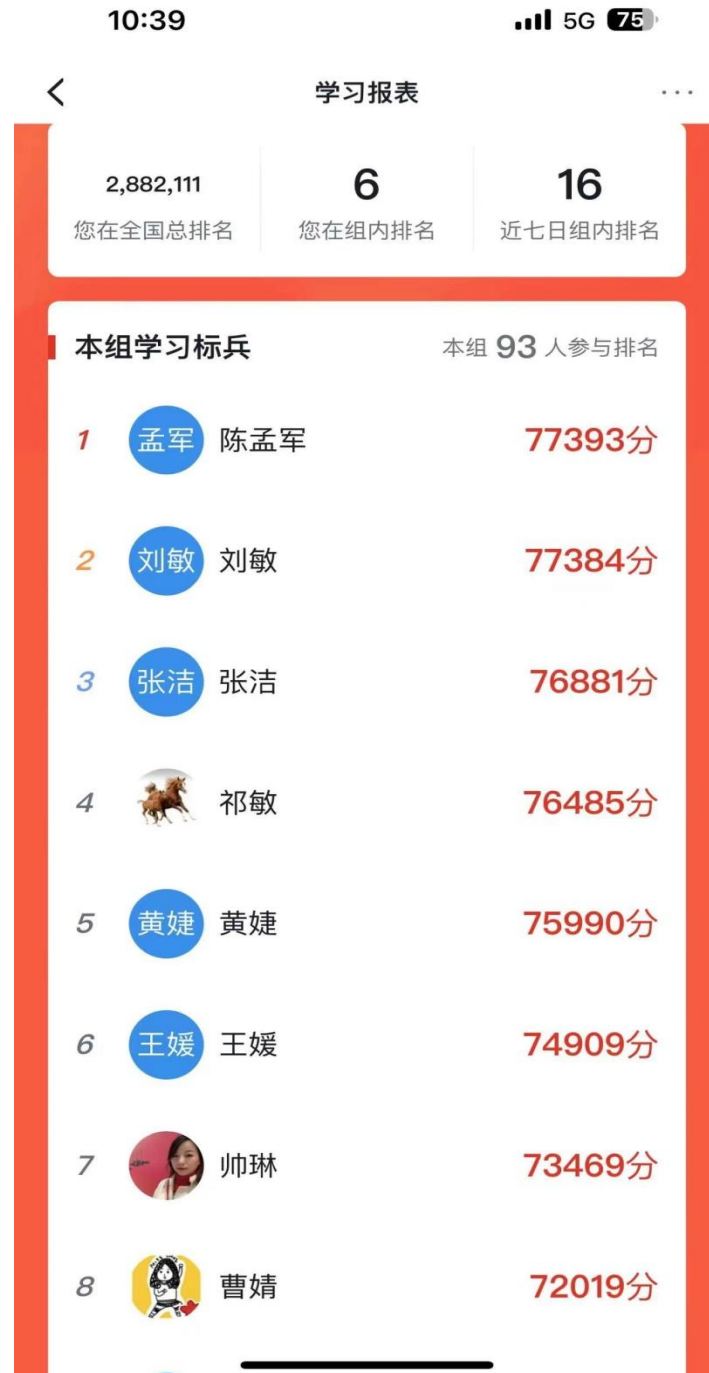 10:39 5G 75
学习报表
2,882,111 6 16
您在全国总排名 您在组内排名 近七日组内排名
本组学习标兵 本组 93 人参与排名
1 孟军 陈孟军 77393分
2 刘敏 刘敏 77384分
3 张洁 张洁 76881分
4 祁敏 76485分
5 黄婕 黄婕 75990分
6 王媛 王媛 74909分
7 帅琳 73469分
8 曹婧 72019分